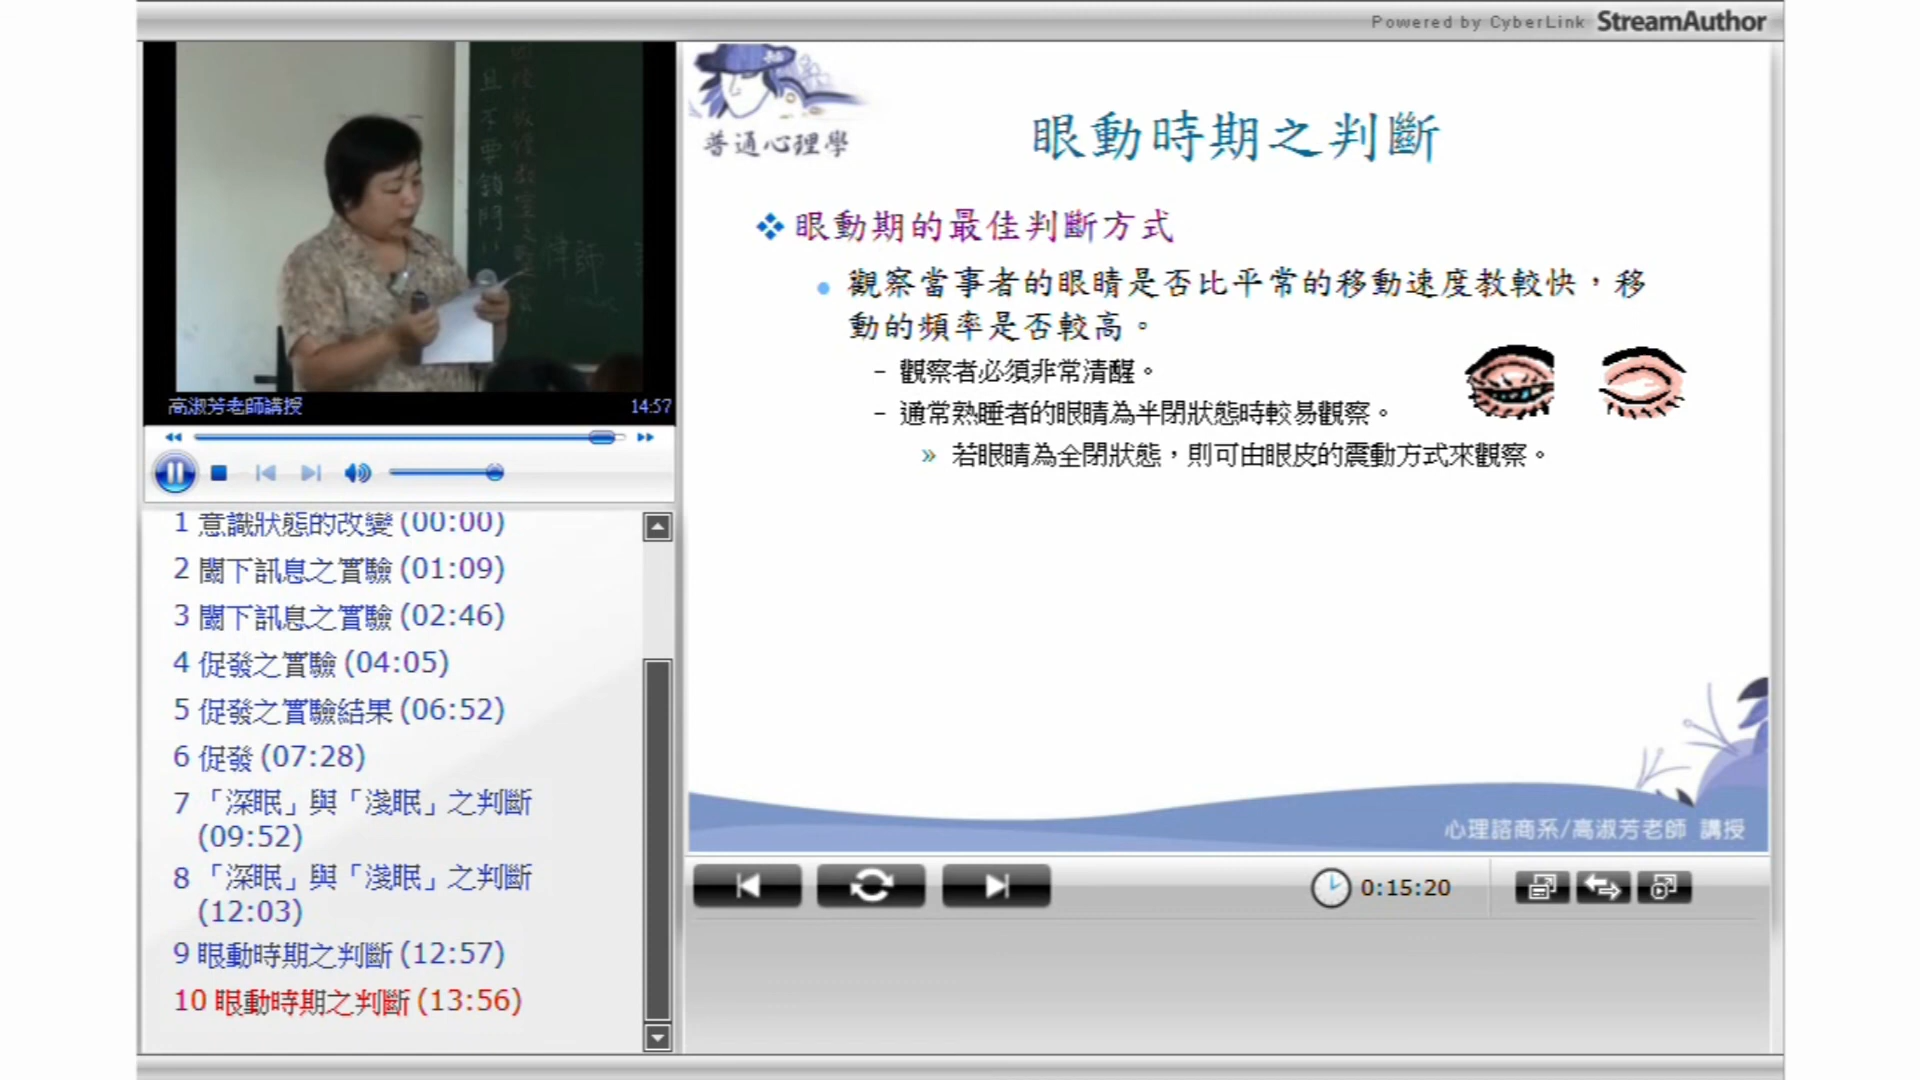 Powered by CyberLink StreamAuthor
且不要鎖門
律師
高淑芳老師講授 14:57
1 意識狀態的改變 (00:00)
2 閾下訊息之實驗 (01:09)
3 閾下訊息之實驗 (02:46)
4 促發之實驗 (04:05)
5 促發之實驗結果 (06:52)
6 促發 (07:28)
7 「深眠」與「淺眠」之判斷
(09:52)
8 「深眠」與「淺眠」之判斷
(12:03)
9 眼動時期之判斷 (12:57)
10 眼動時期之判斷 (13:56)
普通心理學
眼動時期之判斷
眼動期的最佳判斷方式
觀察當事者的眼睛是否比平常的移動速度教較快，移
動的頻率是否較高。
– 觀察者必須非常清醒。
– 通常熟睡者的眼睛為半閉狀態時較易觀察。
» 若眼睛為全閉狀態，則可由眼皮的震動方式來觀察。
心理諮商系/高淑芳老師 講授
0:15:20